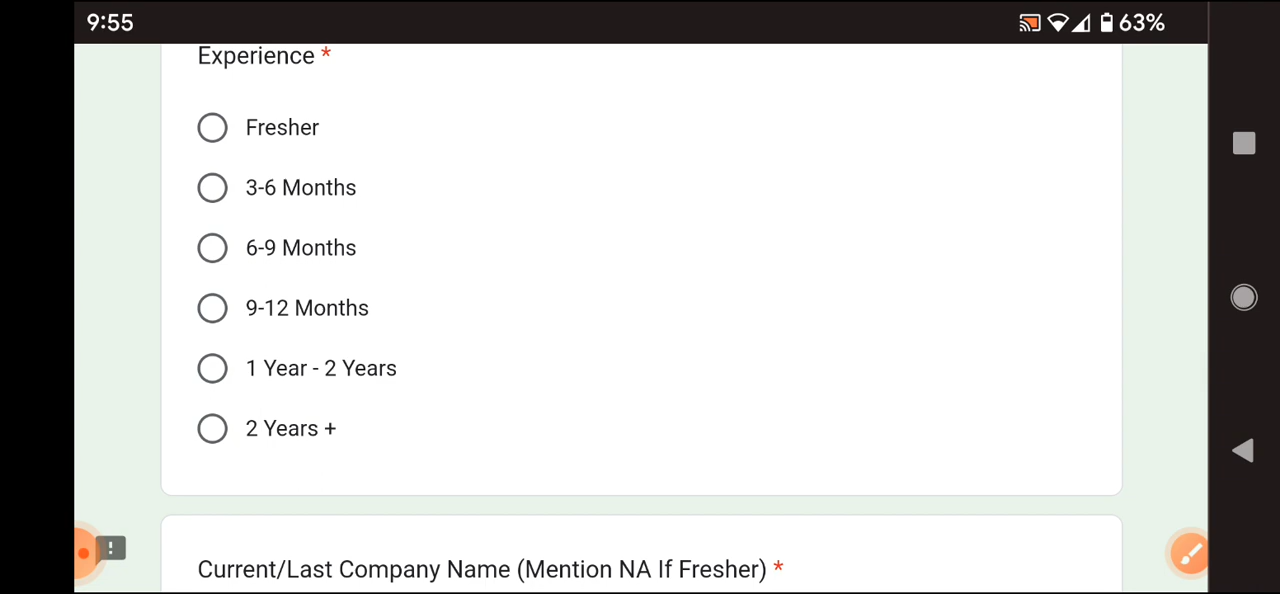 9:55
63%
Experience *
Fresher
3-6 Months
6-9 Months
9-12 Months
1 Year - 2 Years
2 Years +
Current/Last Company Name (Mention NA If Fresher) *